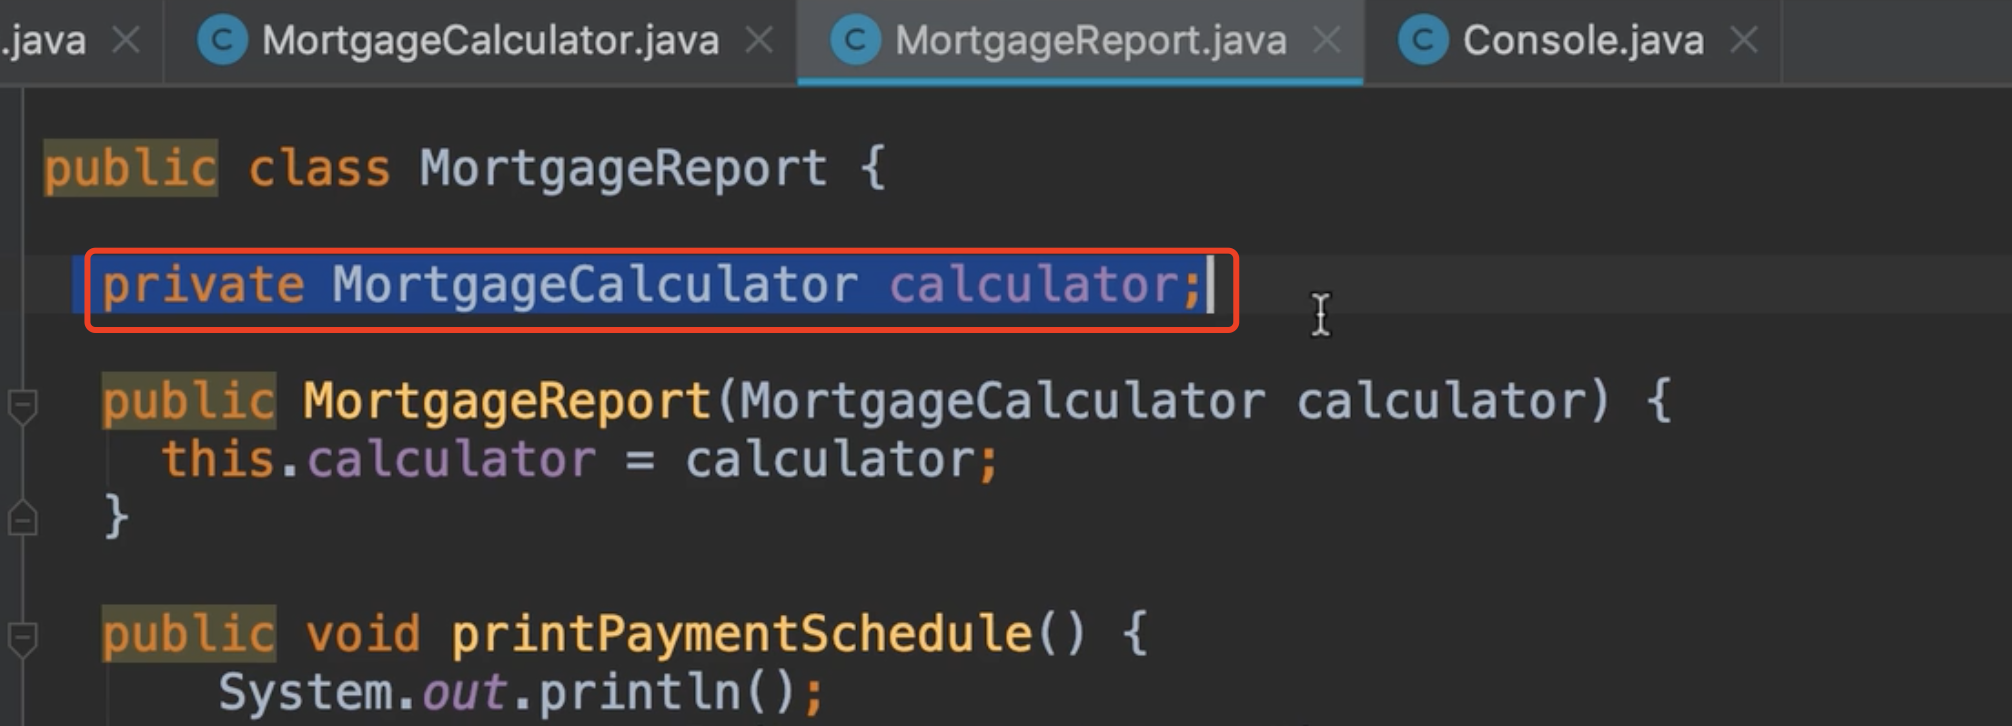 .java
MortgageCalculator.java
MortgageReport.java
Console.java
public class MortgageReport {
private MortgageCalculator calculator;
public MortgageReport(MortgageCalculator calculator) {
this.calculator = calculator;
}
public void printPaymentSchedule() {
System.out.println();